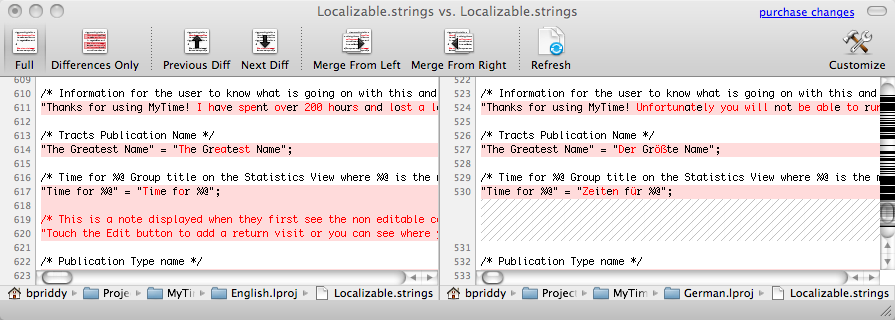 Localizable.strings vs. Localizable.strings
purchase changes
Full
Differences Only
Previous Diff
Next Diff
Merge From Left
Merge From Right
Refresh
Customize
609
610 /* Information for the user to know what is going on with this and
611 "Thanks for using MyTime! I have spent over 200 hours and lost a
612
613 /* Tracts Publication Name */
614 "The Greatest Name" = "The Greatest Name";
615
616 /* Time for %@ Group title on the Statistics View where %@ is the
617 "Time for %@" = "Time for %@";
618
619 /* This is a note displayed when they first see the non editable
620 "Touch the Edit button to add a return visit or you can see where
621
622 /* Publication Type name */
623
522
523 /* Information for the user to know what is going on with this and
524 "Thanks for using MyTime! Unfortunately you will not be able to
525
526 /* Tracts Publication Name */
527 "The Greatest Name" = "Der Größte Name";
528
529 /* Time for %@ Group title on the Statistics View where %@ is the
530 "Time for %@" = "Zeiten für %@";
531
532 /* Publication Type name */
533
bpriddy Proje MyTi English.lproj Localizable.strings
bpriddy Project MyTim German.lproj Localizable.strings